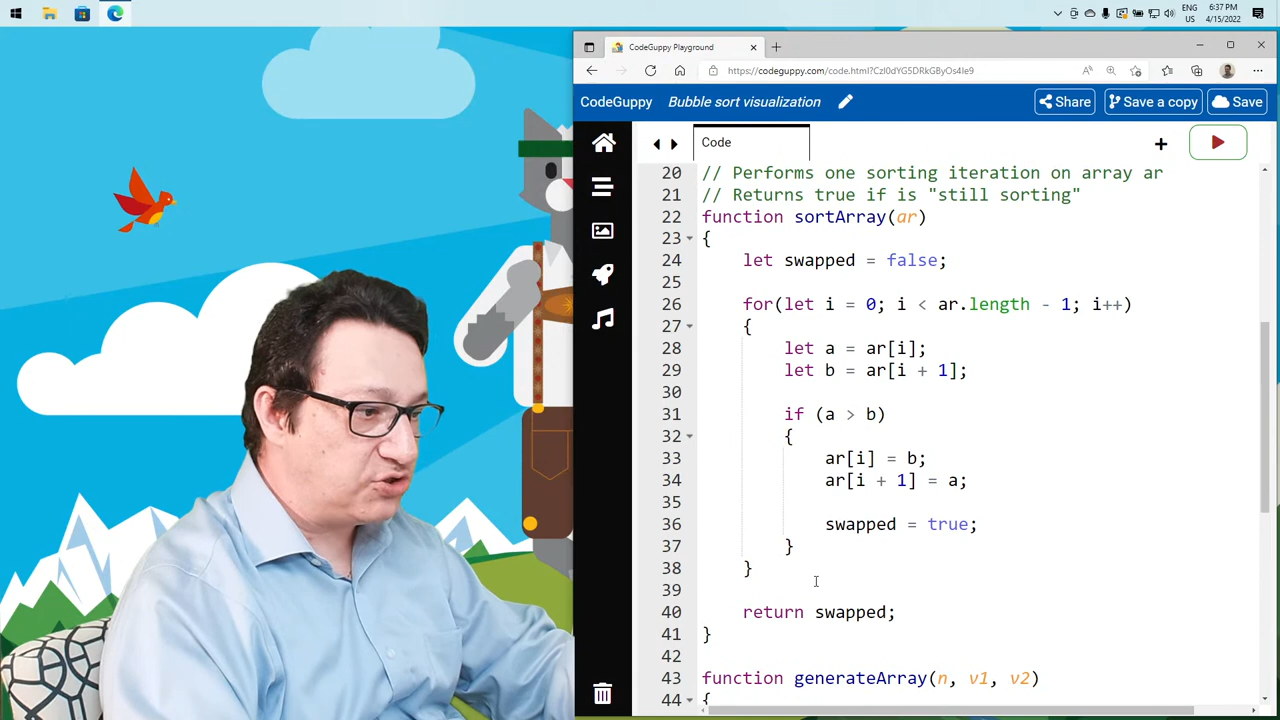 ENG
US
6:37 PM
4/15/2022
CodeGuppy Playground
https://codeguppy.com/code.html?CzI0dYG5DRkGByOs4Ie9
CodeGuppy
Bubble sort visualization
Share
Save a copy
Save
Code
20 // Performs one sorting iteration on array ar
21 // Returns true if is "still sorting"
22 function sortArray(ar)
23 {
24 let swapped = false;
25
26 for(let i = 0; i < ar.length - 1; i++)
27 {
28 let a = ar[i];
29 let b = ar[i + 1];
30
31 if (a > b)
32 {
33 ar[i] = b;
34 ar[i + 1] = a;
35
36 swapped = true;
37 }
38 }
39
40 return swapped;
41 }
42
43 function generateArray(n, v1, v2)
44 {